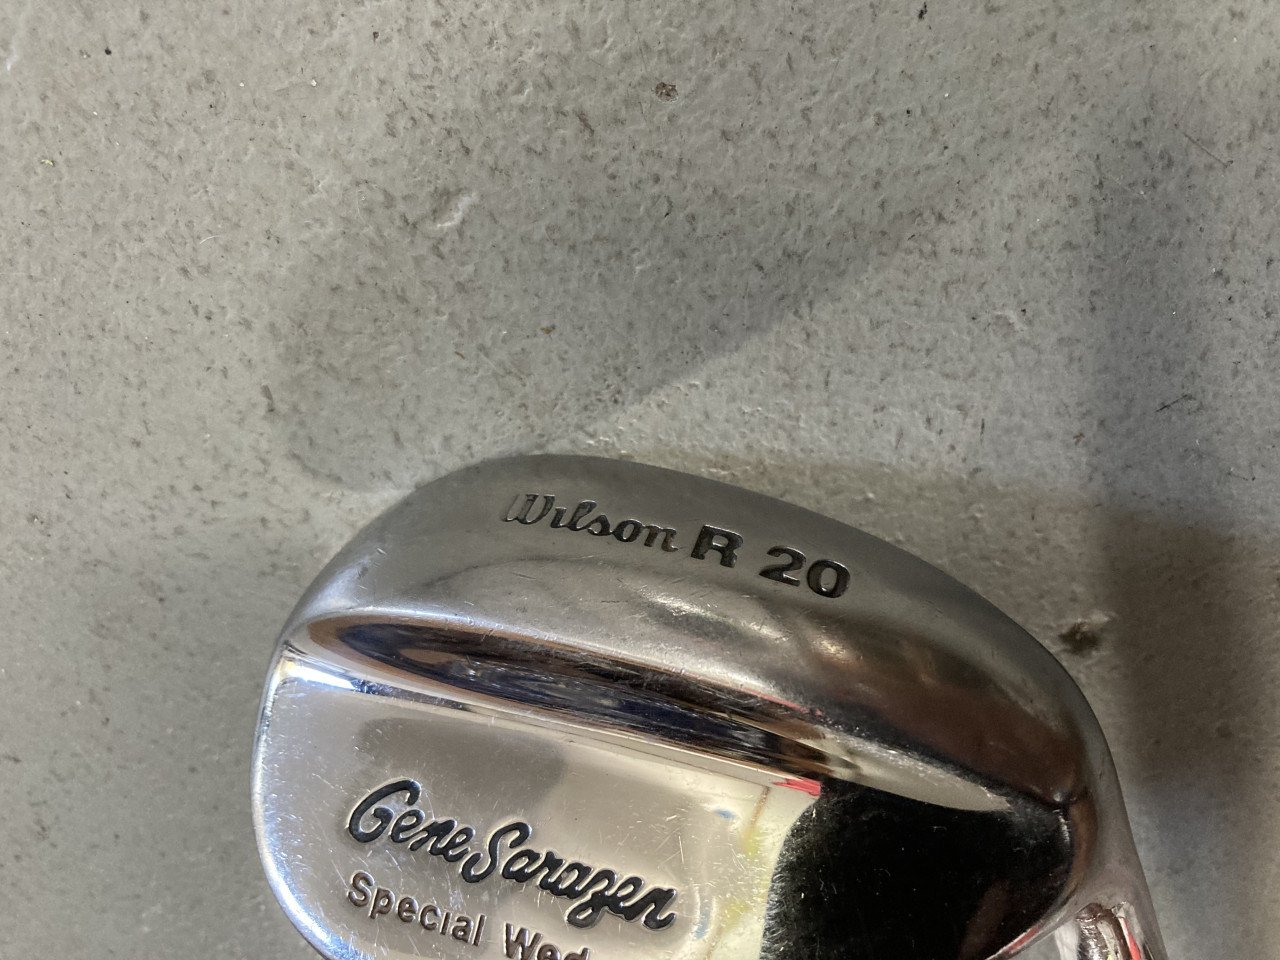 Wilson R 20
Gene Sarazen
Special